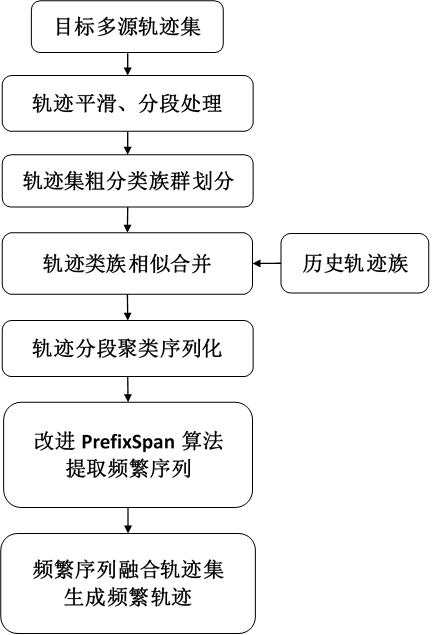 目标多源轨迹集
轨迹平滑、分段处理
轨迹集粗分类族群划分
轨迹类族相似合并
历史轨迹族
轨迹分段聚类序列化
改进 PrefixSpan 算法
提取频繁序列
频繁序列融合轨迹集
生成频繁轨迹